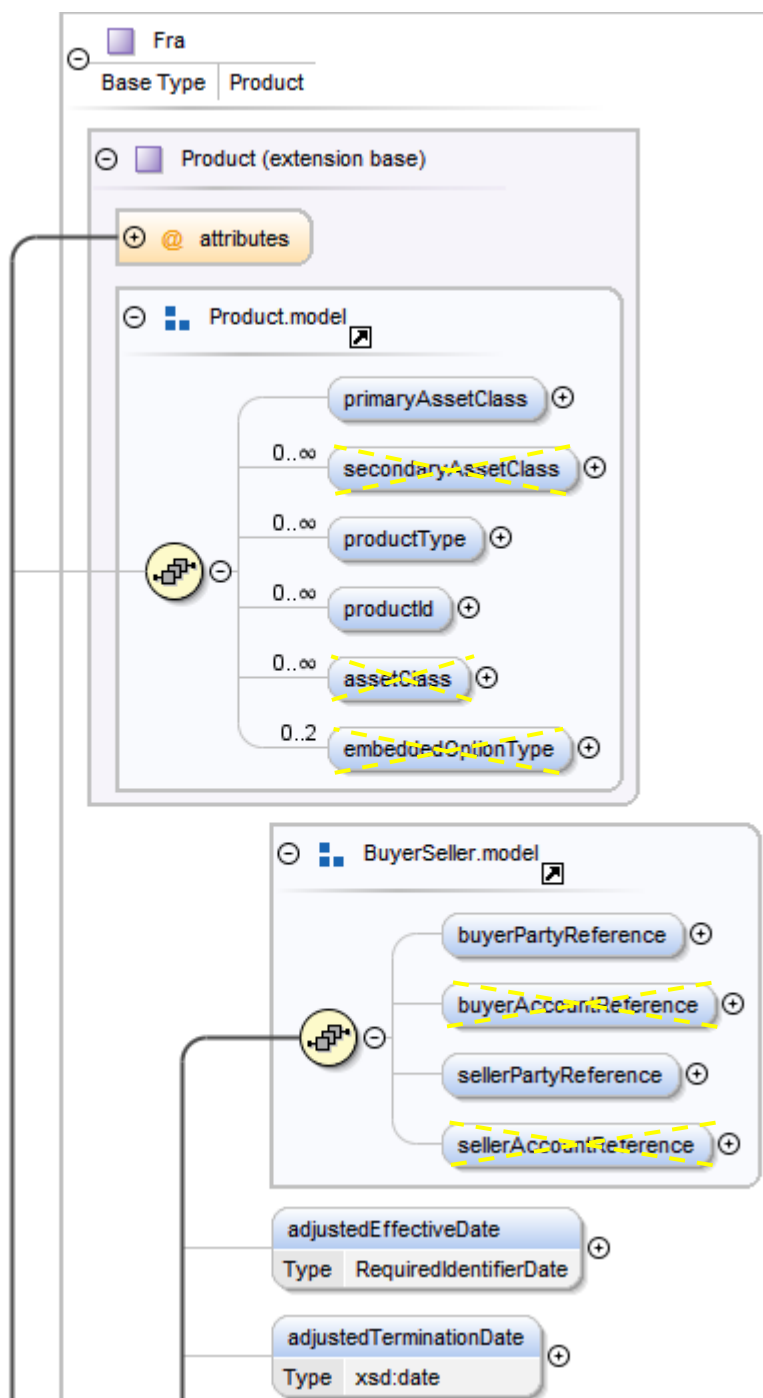 Fra
Base Type Product
Product (extension base)
@ attributes
Product.model
primaryAssetClass
0..∞
secondaryAssetClass
0..∞
productType
0..∞
productId
0..∞
assetClass
0..2
embeddedOptionType
BuyerSeller.model
buyerPartyReference
buyerAccountReference
sellerPartyReference
sellerAccountReference
adjustedEffectiveDate
Type RequiredIdentifierDate
adjustedTerminationDate
Type xsd:date